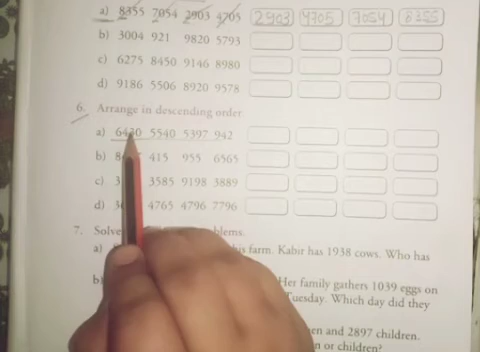 a) 8355 7054 2903 4705 2903 4705 7054 8355
b) 3004 921 9820 5793
c) 6275 8450 9146 8980
d) 9186 5506 8920 9578
6. Arrange in descending order
a) 6430 5540 5397 942
b) 415 955 6565
c) 3585 9198 3889
d) 4765 4796 7796
7. Solve blems.
a) his farm. Kabir has 1938 cows. Who has
b) Her family gathers 1039 eggs on
Tuesday. Which day did they
en and 2897 children.
n or children?